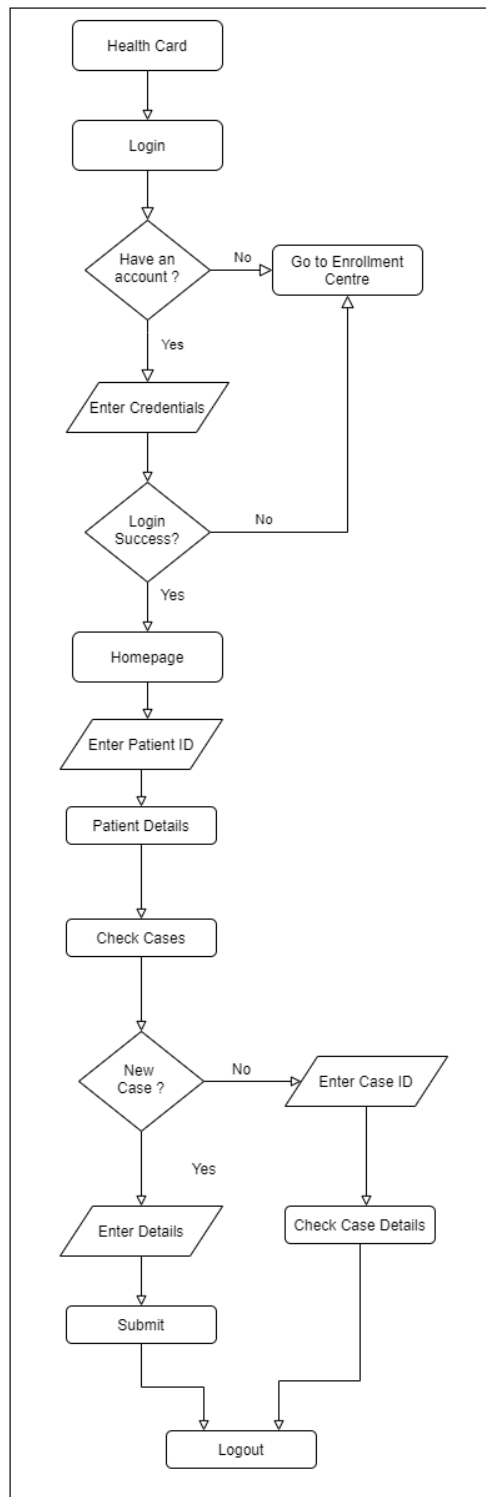 Health Card
Login
Have an
account ?
No
Go to Enrollment
Centre
Yes
Enter Credentials
Login
Success?
No
Yes
Homepage
Enter Patient ID
Patient Details
Check Cases
New
Case ?
No
Enter Case ID
Yes
Enter Details
Check Case Details
Submit
Logout